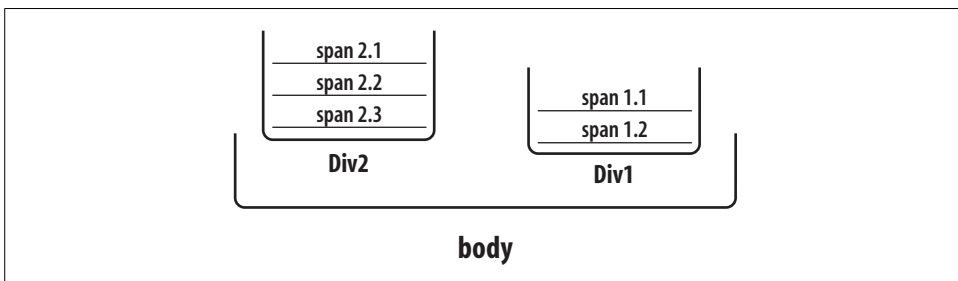 span 2.1
span 2.2
span 2.3
Div2
span 1.1
span 1.2
Div1
body